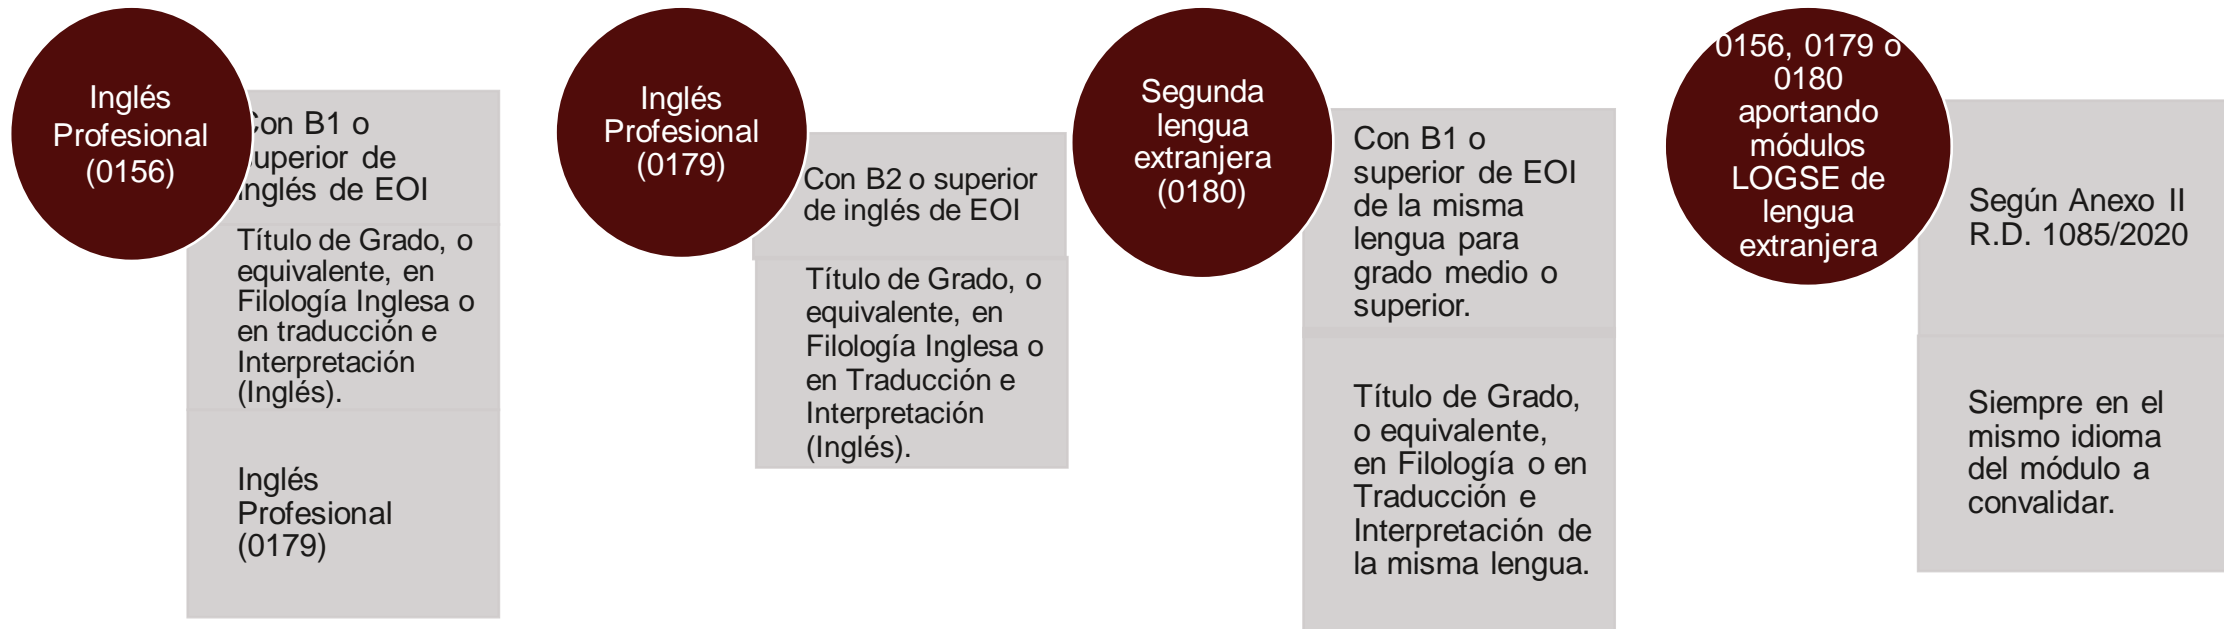 Inglés
Profesional
(0156)
Con B1 o
superior de
inglés de EOI
Título de Grado, o
equivalente, en
Filología Inglesa o
en traducción e
Interpretación
(Inglés).
Inglés
Profesional
(0179)
Inglés
Profesional
(0179)
Con B2 o superior
de inglés de EOI
Título de Grado, o
equivalente, en
Filología Inglesa o
en Traducción e
Interpretación
(Inglés).
Segunda
lengua
extranjera
(0180)
Con B1 o
superior de EOI
de la misma
lengua para
grado medio o
superior.
Título de Grado,
o equivalente,
en Filología o en
Traducción e
Interpretación de
la misma lengua.
0156, 0179 o
0180
aportando
módulos
LOGSE de
lengua
extranjera
Según Anexo II
R.D. 1085/2020
Siempre en el
mismo idioma
del módulo a
convalidar.